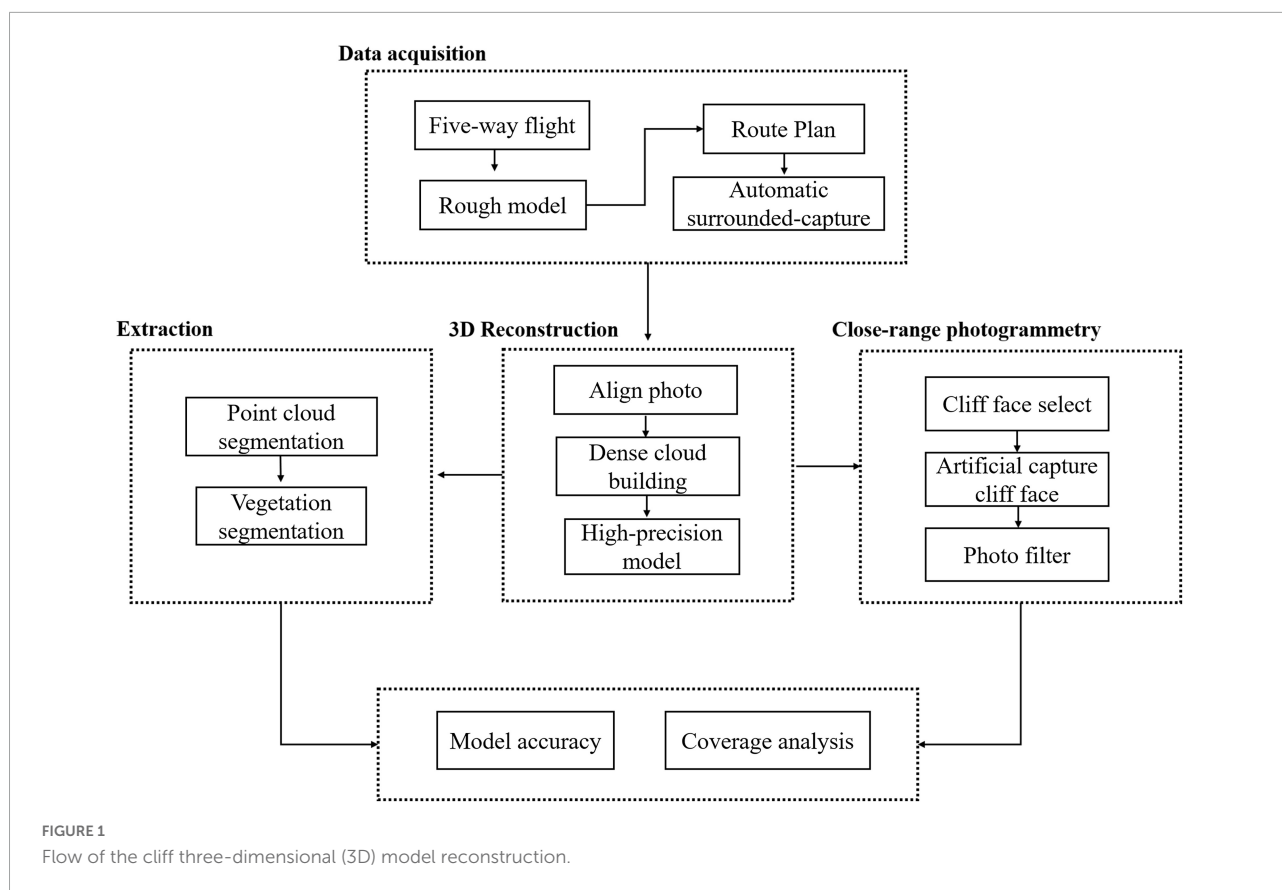 Data acquisition
Five-way flight
Rough model
Route Plan
Automatic
surrounded-capture
Extraction
Point cloud
segmentation
Vegetation
segmentation
3D Reconstruction
Align photo
Dense cloud
building
High-precision
model
Close-range photogrammetry
Cliff face select
Artificial capture
cliff face
Photo filter
Model accuracy
Coverage analysis
FIGURE 1
Flow of the cliff three-dimensional (3D) model reconstruction.